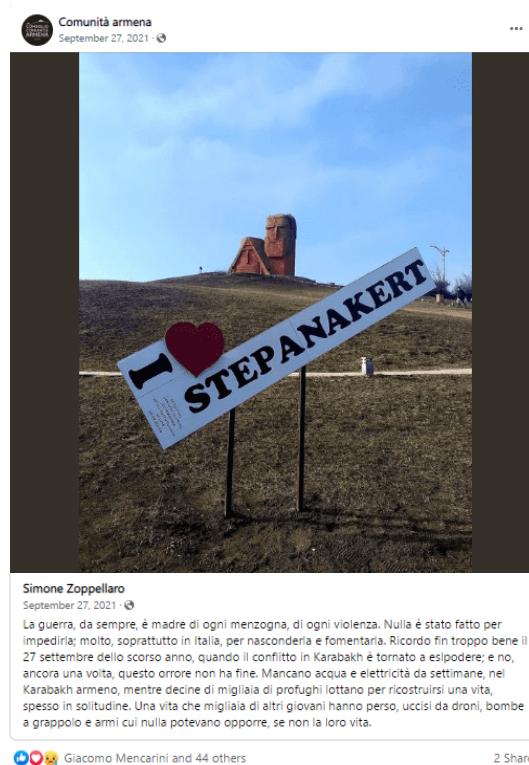 Comunità armena
September 27, 2021 ·
I STEPANAKERT
Simone Zoppellaro
September 27, 2021 ·
La guerra, da sempre, è madre di ogni menzogna, di ogni violenza. Nulla è stato fatto per
impedirla; molto, soprattutto in Italia, per nasconderla e fomentarla. Ricordo fin troppo bene il
27 settembre dello scorso anno, quando il conflitto in Karabakh è tornato a eslpodere; e no,
ancora una volta, questo orrore non ha fine. Mancano acqua e elettricità da settimane, nel
Karabakh armeno, mentre decine di migliaia di profughi lottano per ricostruirsi una vita,
spesso in solitudine. Una vita che migliaia di altri giovani hanno perso, uccisi da droni, bombe
a grappolo e armi cui nulla potevano opporre, se non la loro vita.
Giacomo Mencarini and 44 others
2 Shar